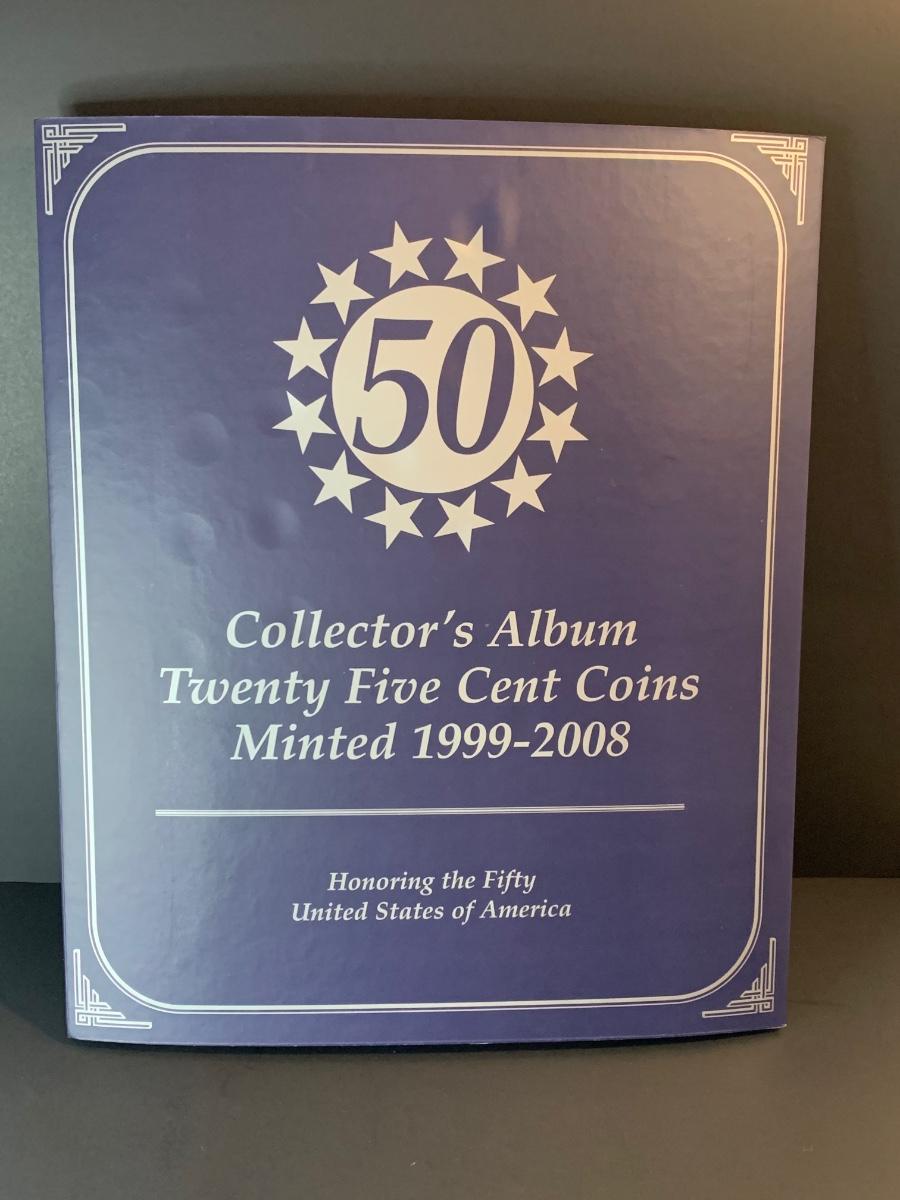 50
Collector's Album
Twenty Five Cent Coins
Minted 1999-2008
Honoring the Fifty
United States of America